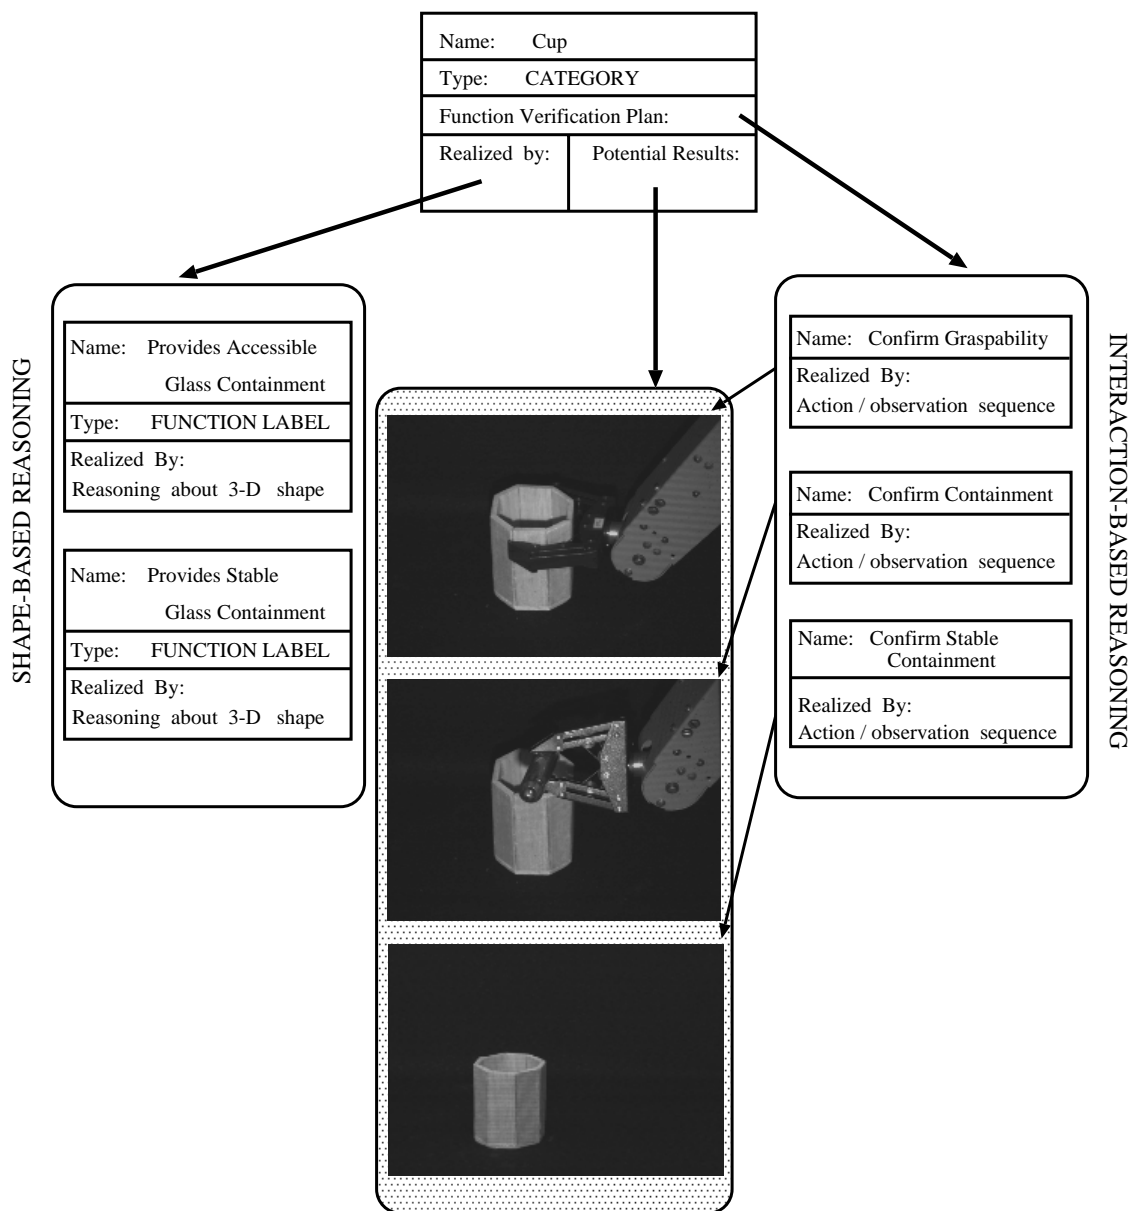 Name: Cup
Type: CATEGORY
Function Verification Plan:
Realized by:
Potential Results:
SHAPE-BASED REASONING
Name: Provides Accessible
Glass Containment
Type: FUNCTION LABEL
Realized By:
Reasoning about 3-D shape
Name: Provides Stable
Glass Containment
Type: FUNCTION LABEL
Realized By:
Reasoning about 3-D shape
Name: Confirm Graspability
Realized By:
Action / observation sequence
Name: Confirm Containment
Realized By:
Action / observation sequence
Name: Confirm Stable
Containment
Realized By:
Action / observation sequence
INTERACTION-BASED REASONING